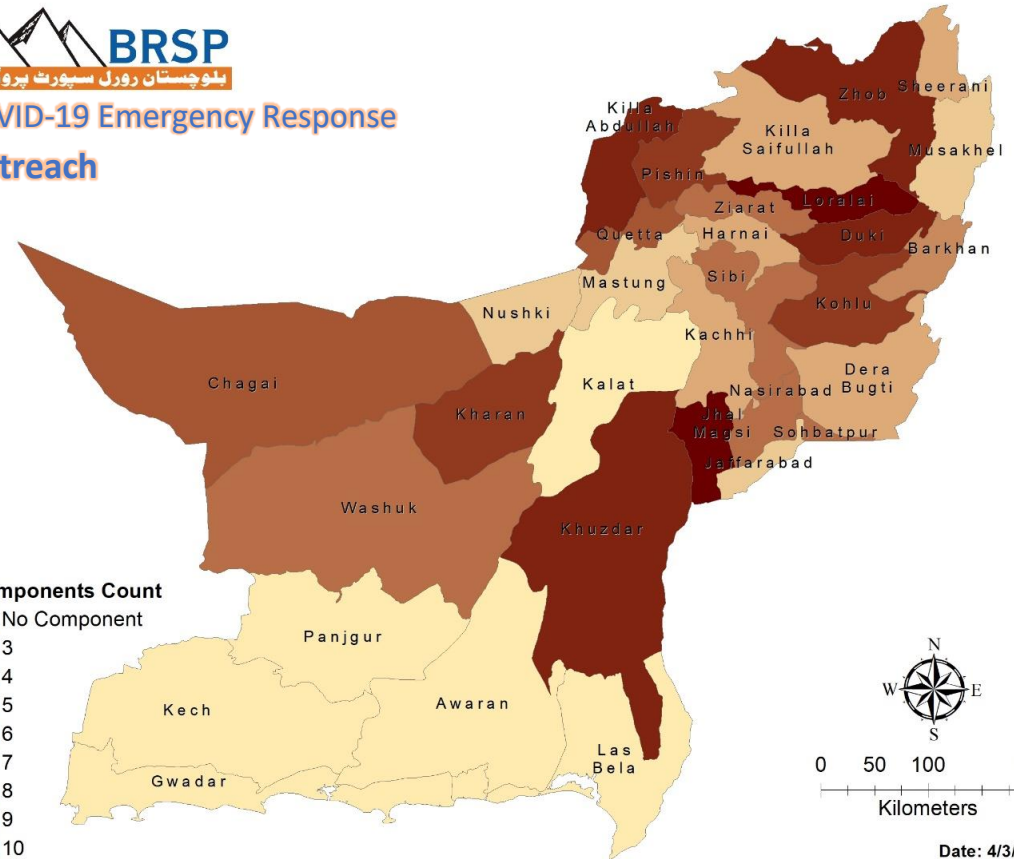 BRSP
بلوچستان رورل سپورٹ پرو
VID-19 Emergency Response
treach
Zhob
Sheerani
Killa
Abdullah
Killa
Saifullah
Musakhel
Pishin
Loralai
Ziarat
Quetta
Harnai
Duki
Barkhan
Mastung
Sibi
Nushki
Kohlu
Kachhi
Chagai
Kalat
Dera
Bugti
Nasirabad
Kharan
Jhal
Magsi
Sohbatpur
Jaffarabad
Washuk
Khuzdar
mponents Count
No Component
3
4
5
6
7
8
9
10
Panjgur
Kech
Awaran
Gwadar
Las
Bela
N
W
E
S
0 50 100
Kilometers
Date: 4/3/